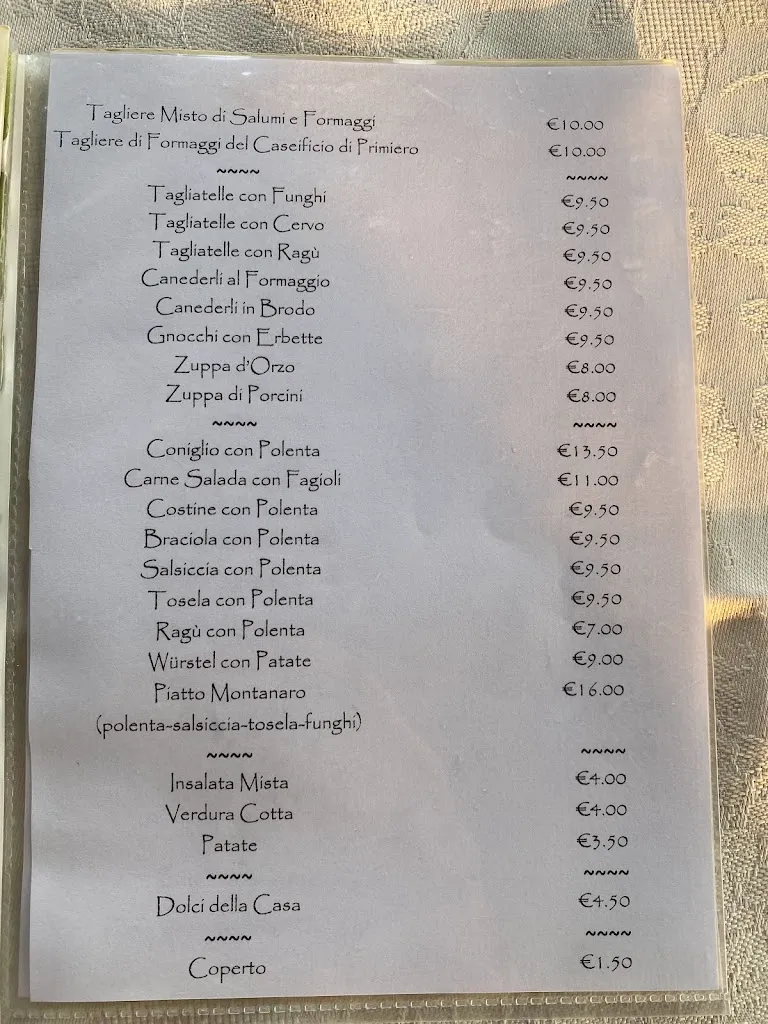 Tagliere Misto di Salumi e Formaggi €10.00
Tagliere di Formaggi del Caseificio di Primiero €10.00
~~~~ ~~~~
Tagliatelle con Funghi €9.50
Tagliatelle con Cervo €9.50
Tagliatelle con Ragù €9.50
Canederli al Formaggio €9.50
Canederli in Brodo €9.50
Gnocchi con Erbette €9.50
Zuppa d'Orzo €8.00
Zuppa di Porcini €8.00
~~~~ ~~~~
Coniglio con Polenta €13.50
Carne Salada con Fagioli €11.00
Costine con Polenta €9.50
Braciola con Polenta €9.50
Salsiccia con Polenta €9.50
Tosela con Polenta €9.50
Ragù con Polenta €7.00
Würstel con Patate €9.00
Piatto Montanaro €16.00
(polenta-salsiccia-tosela-funghi)
~~~~ ~~~~
Insalata Mista €4.00
Verdura Cotta €4.00
Patate €3.50
~~~~ ~~~~
Dolci della Casa €4.50
~~~~ ~~~~
Coperto €1.50